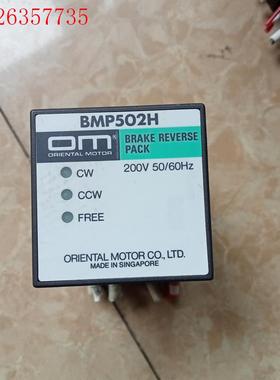 26357735
BMP502H
om
ORIENTAL MOTOR
BRAKE REVERSE
PACK
200V 50/60Hz
CW
CCW
FREE
ORIENTAL MOTOR CO., LTD.
MADE IN SINGAPORE